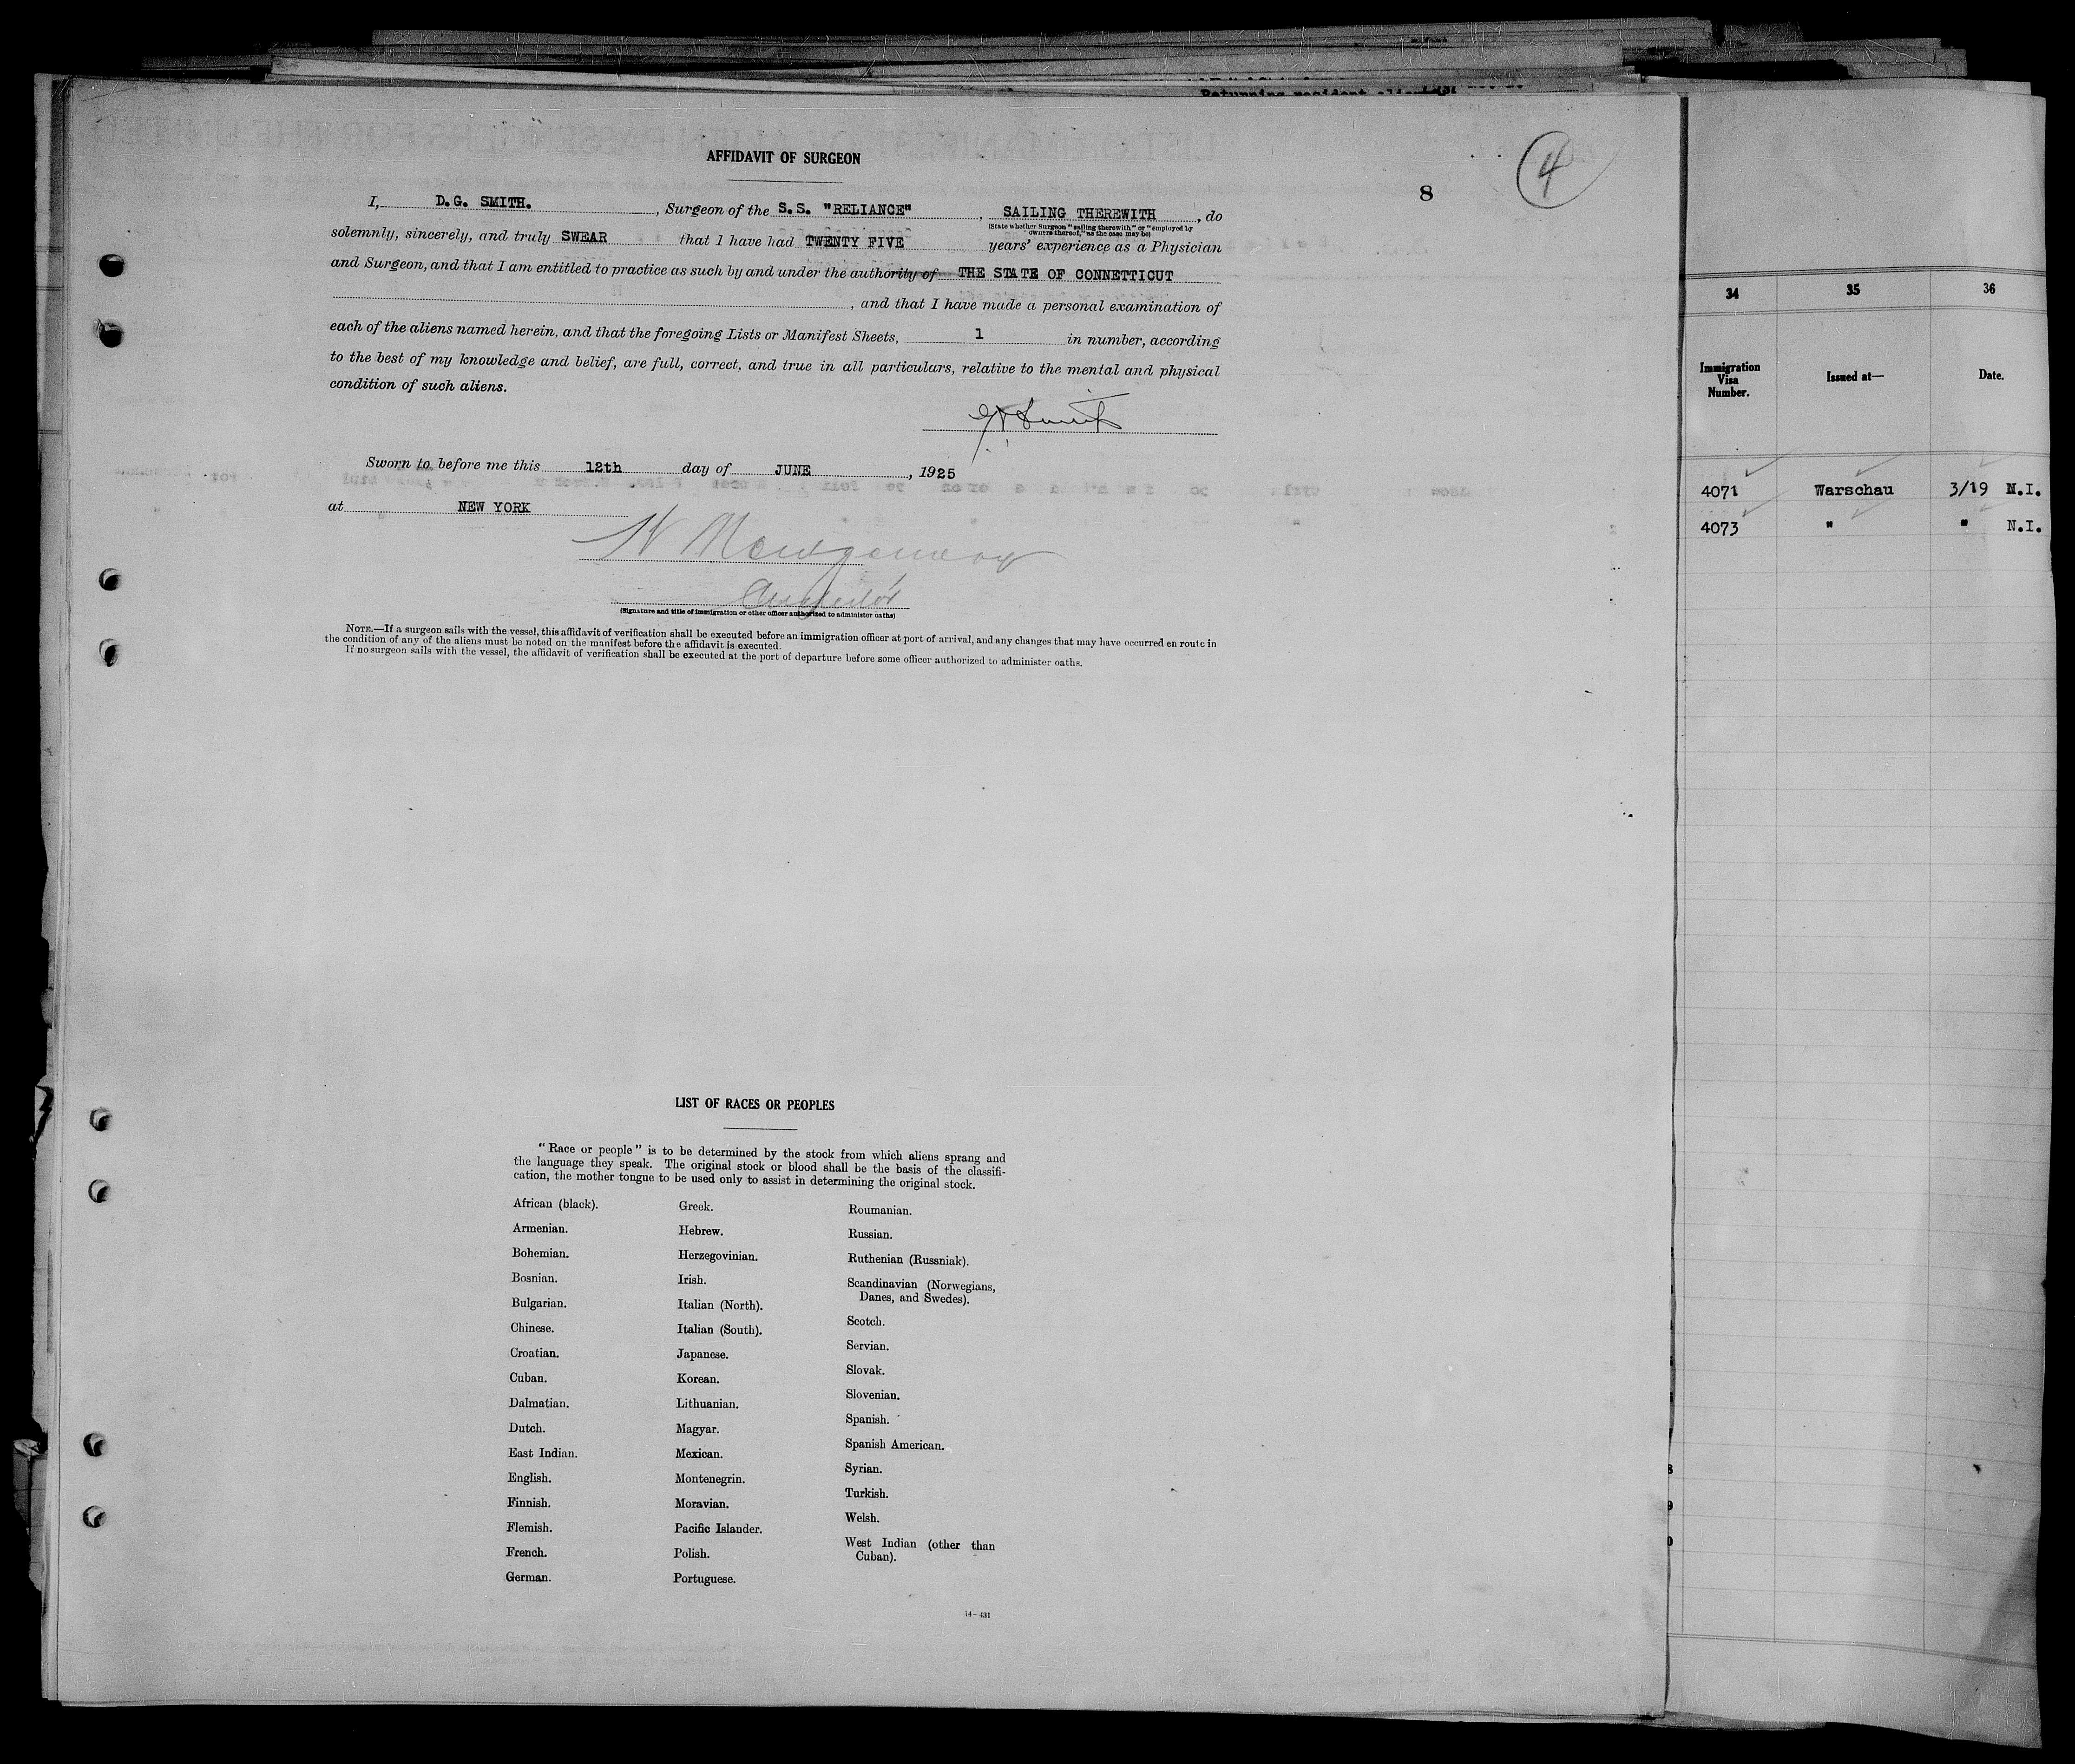 Returning resident aliens
AFFIDAVIT OF SURGEON
4
8
I, D.G. SMITH. , Surgeon of the S.S. "RELIANCE" , SAILING THEREWITH , do
(State whether Surgeon "sailing therewith" or "employed by
owners thereof," as the case may be)
solemnly, sincerely, and truly SWEAR that I have had TWENTY FIVE years' experience as a Physician
and Surgeon, and that I am entitled to practice as such by and under the authority of THE STATE OF CONNETTICUT
, and that I have made a personal examination of
each of the aliens named herein, and that the foregoing Lists or Manifest Sheets, 1 in number, according
to the best of my knowledge and belief, are full, correct, and true in all particulars, relative to the mental and physical
condition of such aliens.
Smith
Sworn to before me this 12th day of JUNE , 1925
at NEW YORK
Montgomery
(Signature and title of immigration or other officer authorized to administer oaths)
NOTE.—If a surgeon sails with the vessel, this affidavit of verification shall be executed before an immigration officer at port of arrival, and any changes that may have occurred en route in
the condition of any of the aliens must be noted on the manifest before the affidavit is executed.
If no surgeon sails with the vessel, the affidavit of verification shall be executed at the port of departure before some officer authorized to administer oaths.
LIST OF RACES OR PEOPLES
"Race or people" is to be determined by the stock from which aliens sprang and
the language they speak. The original stock or blood shall be the basis of the classifi-
cation, the mother tongue to be used only to assist in determining the original stock.
African (black).
Armenian.
Bohemian.
Bosnian.
Bulgarian.
Chinese.
Croatian.
Cuban.
Dalmatian.
Dutch.
East Indian.
English.
Finnish.
Flemish.
French.
German.
Greek.
Hebrew.
Herzegovinian.
Irish.
Italian (North).
Italian (South).
Japanese.
Korean.
Lithuanian.
Magyar.
Mexican.
Montenegrin.
Moravian.
Pacific Islander.
Polish.
Portuguese.
Roumanian.
Russian.
Ruthenian (Russniak).
Scandinavian (Norwegians,
Danes, and Swedes).
Scotch.
Servian.
Slovak.
Slovenian.
Spanish.
Spanish American.
Syrian.
Turkish.
Welsh.
West Indian (other than
Cuban).
14-431
34 35 36
Immigration
Visa
Number.
Issued at—
Date.
4071 Warschau 3/19 N.I.
4073 " " N.I.
8
9
0